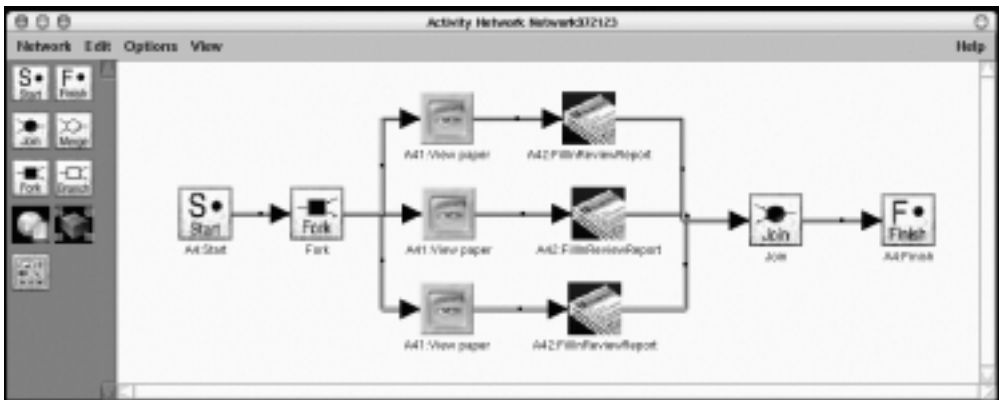 Activity Network Network372123
Network Edit Options View Help
S Start
F Finish
Join
Merge
Fork
Branch
A41:View paper
A42:FillInReviewReport
S Start
A4:Start
Fork
Fork
A41:View paper
A42:FillInReviewReport
Join
Join
F Finish
A4:Finish
A41:View paper
A42:FillInReviewReport